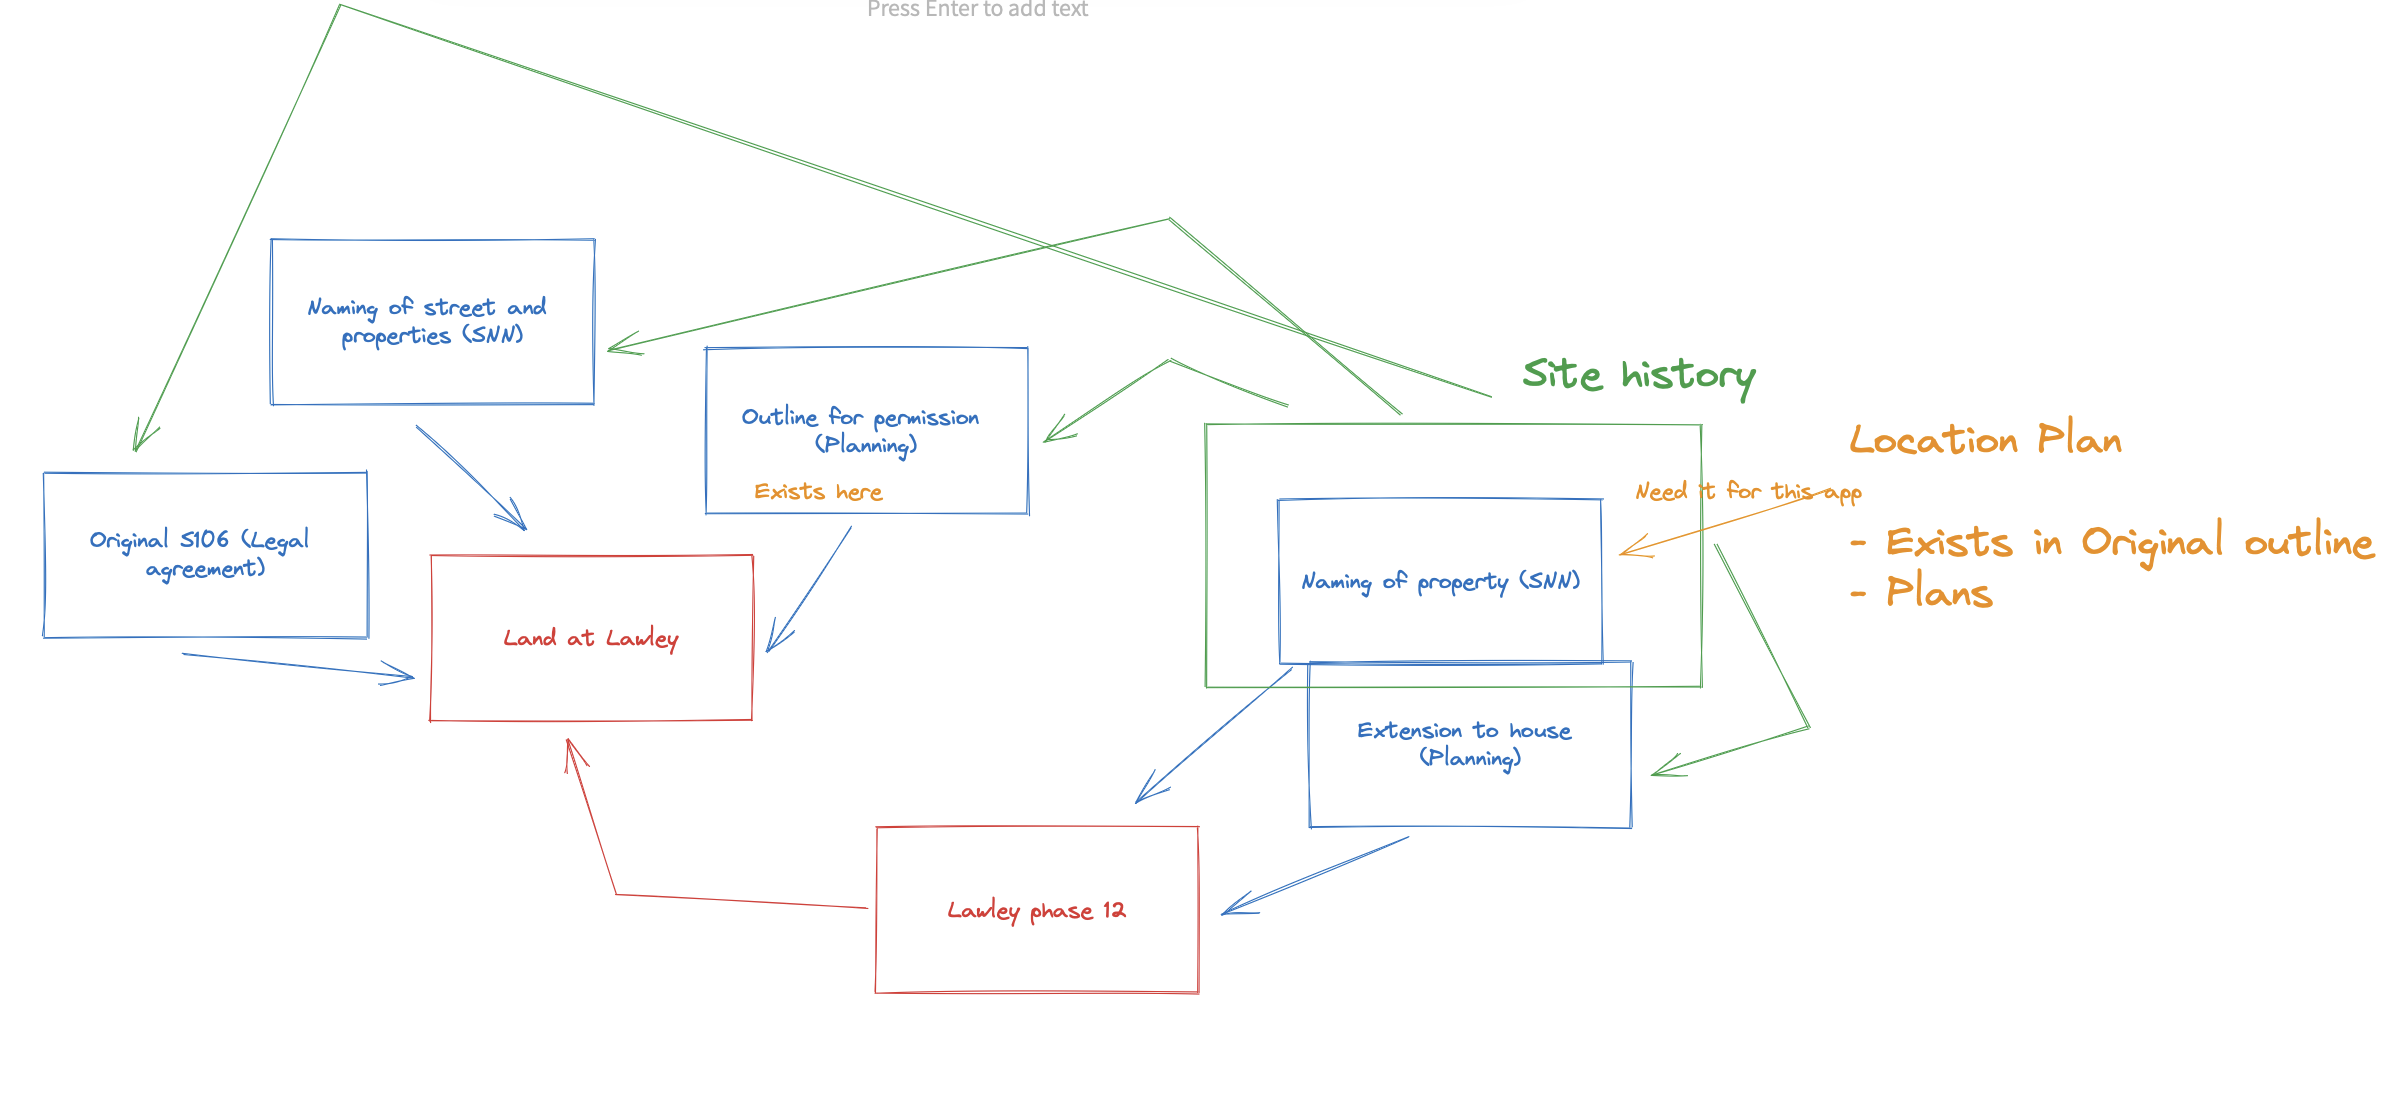 Press Enter to add text
Naming of street and
properties (SNN)
Outline for permission
(Planning)
Exists here
Site history
Location Plan
Need it for this app
- Exists in Original outline
- Plans
Original S106 (Legal
agreement)
Naming of property (SNN)
Land at Lawley
Extension to house
(Planning)
Lawley phase 12